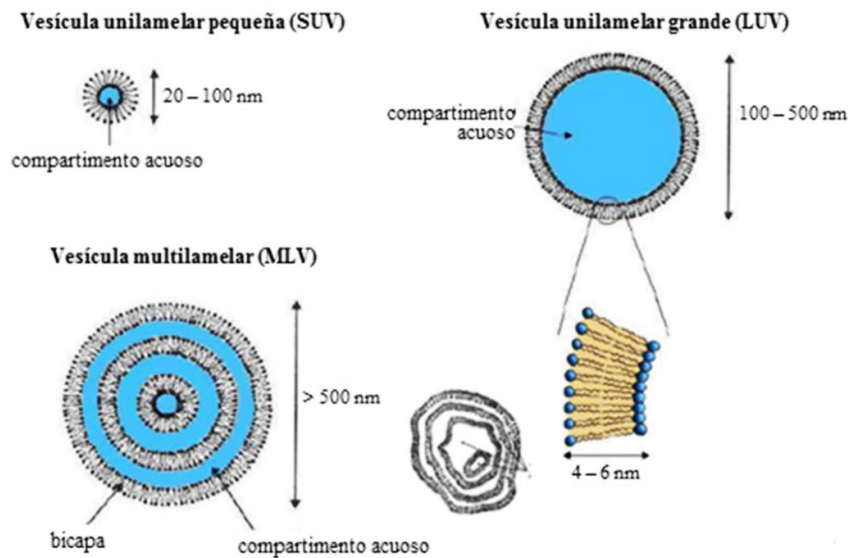 Vesícula unilamelar pequeña (SUV)
20 – 100 nm
compartimento acuoso
Vesícula unilamelar grande (LUV)
compartimento
acuoso
100 – 500 nm
Vesícula multilamelar (MLV)
> 500 nm
bicapa
compartimento acuoso
4 – 6 nm